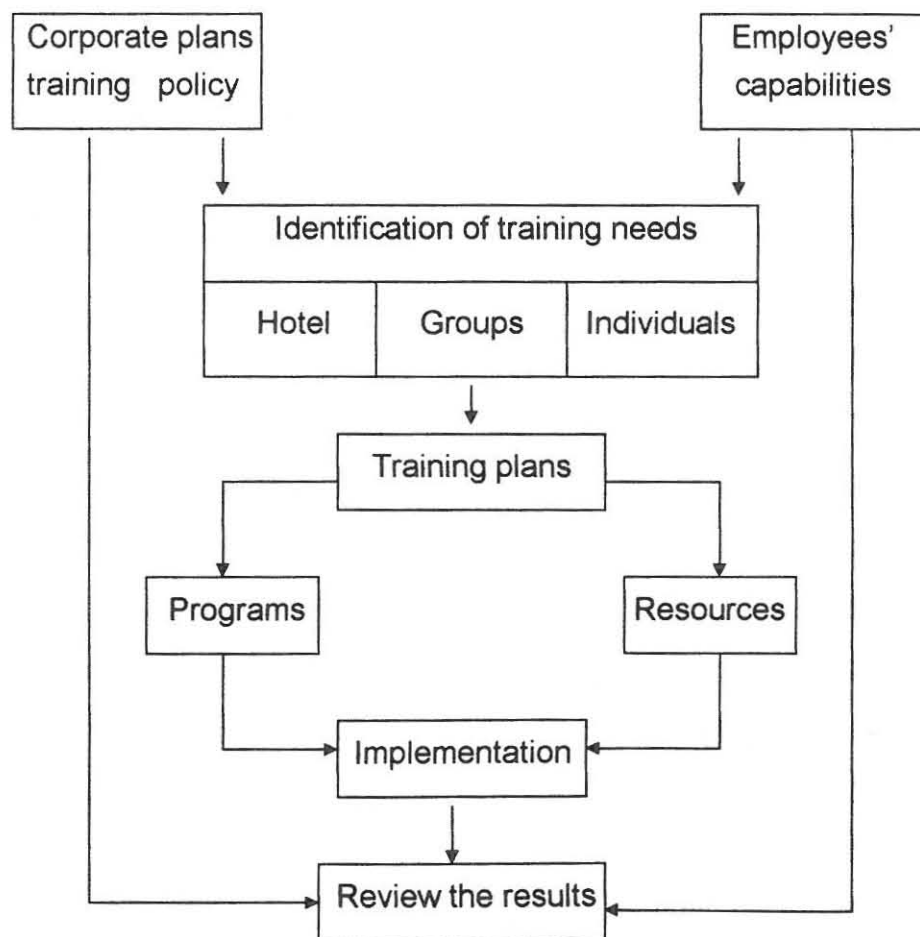 Corporate plans
training policy
Employees'
capabilities
Identification of training needs
Hotel
Groups
Individuals
Training plans
Programs
Resources
Implementation
Review the results